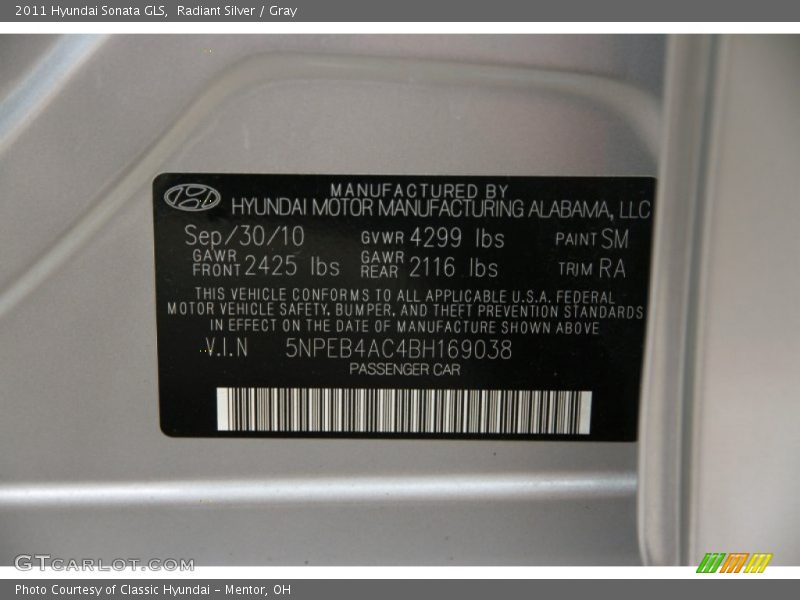 2011 Hyundai Sonata GLS, Radiant Silver / Gray
MANUFACTURED BY
HYUNDAI MOTOR MANUFACTURING ALABAMA, LLC
Sep/30/10 GVWR 4299 lbs PAINT SM
GAWR FRONT 2425 lbs GAWR REAR 2116 lbs TRIM RA
THIS VEHICLE CONFORMS TO ALL APPLICABLE U.S.A. FEDERAL
MOTOR VEHICLE SAFETY, BUMPER, AND THEFT PREVENTION STANDARDS
IN EFFECT ON THE DATE OF MANUFACTURE SHOWN ABOVE
V.I.N 5NPEB4AC4BH169038
PASSENGER CAR
GTCARLOT.COM
Photo Courtesy of Classic Hyundai - Mentor, OH